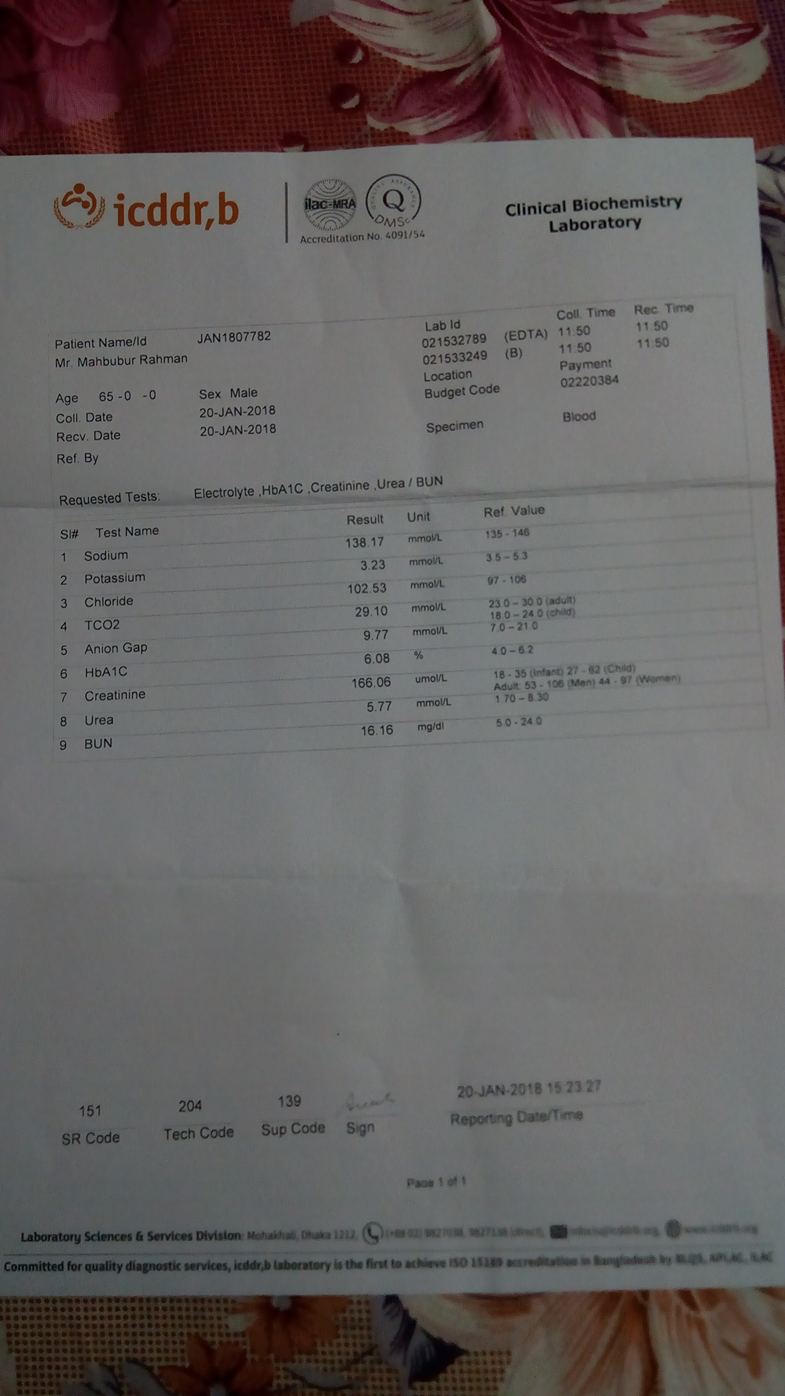 icddr,b
ilac-MRA
QUALITY ASSURANCE
Q
DMSc
Accreditation No. 4091/54
Clinical Biochemistry
Laboratory
Patient Name/Id JAN1807782 Lab Id Coll. Time Rec. Time
Mr. Mahbubur Rahman 021532789 (EDTA) 11.50 11.50
021533249 (B) 11.50 11.50
Location Payment
Age 65 -0 -0 Sex Male Budget Code 02220384
Coll. Date 20-JAN-2018
Recv. Date 20-JAN-2018 Specimen Blood
Ref. By
Requested Tests: Electrolyte ,HbA1C ,Creatinine ,Urea / BUN
Sl# Test Name Result Unit Ref. Value
1 Sodium 138.17 mmol/L 135 - 146
2 Potassium 3.23 mmol/L 3.5 – 5.3
3 Chloride 102.53 mmol/L 97 - 106
4 TCO2 29.10 mmol/L 23.0 – 30.0 (adult)
18.0 – 24.0 (child)
5 Anion Gap 9.77 mmol/L 7.0 – 21.0
6 HbA1C 6.08 % 4.0 – 6.2
7 Creatinine 166.06 umol/L 18 - 35 (Infant) 27 - 62 (Child)
Adult: 53 - 106 (Men) 44 - 97 (Women)
8 Urea 5.77 mmol/L 1.70 – 8.30
9 BUN 16.16 mg/dl 5.0 - 24.0
151 204 139 20-JAN-2018 15:23:27
SR Code Tech Code Sup Code Sign Reporting Date/Time
Page 1 of 1
Laboratory Sciences & Services Division: Mohakhali, Dhaka 1212,
Committed for quality diagnostic services, icddr,b laboratory is the first to achieve ISO 15189 accreditation in Bangladesh by